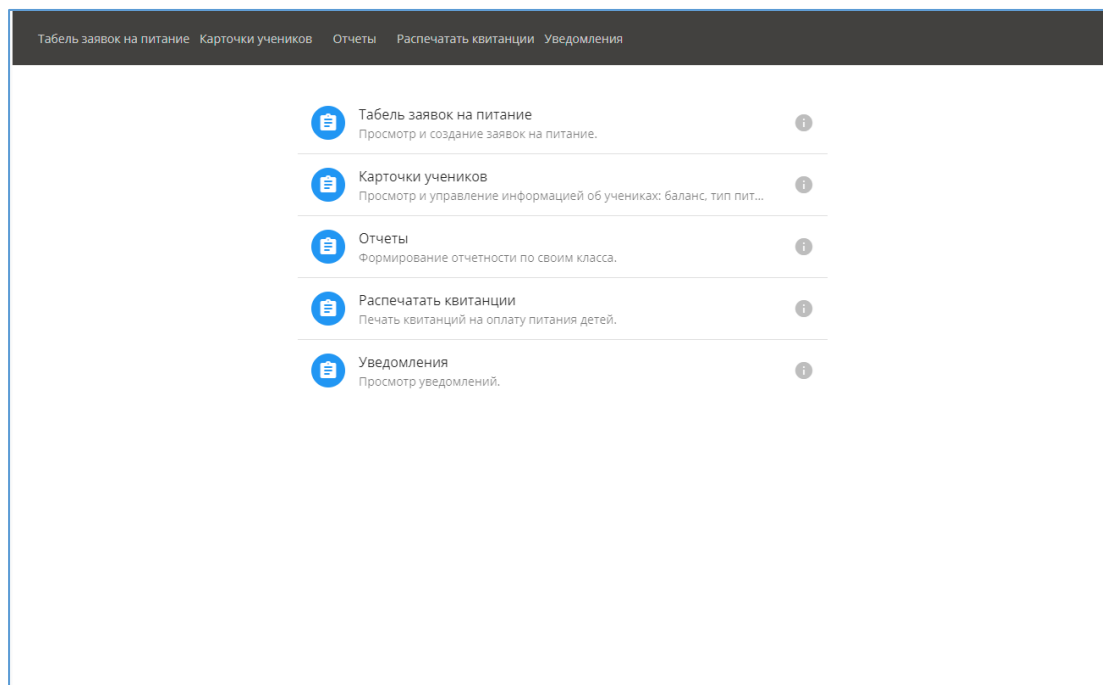 Табель заявок на питание Карточки учеников Отчеты Распечатать квитанции Уведомления
Табель заявок на питание
Просмотр и создание заявок на питание.
Карточки учеников
Просмотр и управление информацией об учениках: баланс, тип пит...
Отчеты
Формирование отчетности по своим класса.
Распечатать квитанции
Печать квитанций на оплату питания детей.
Уведомления
Просмотр уведомлений.